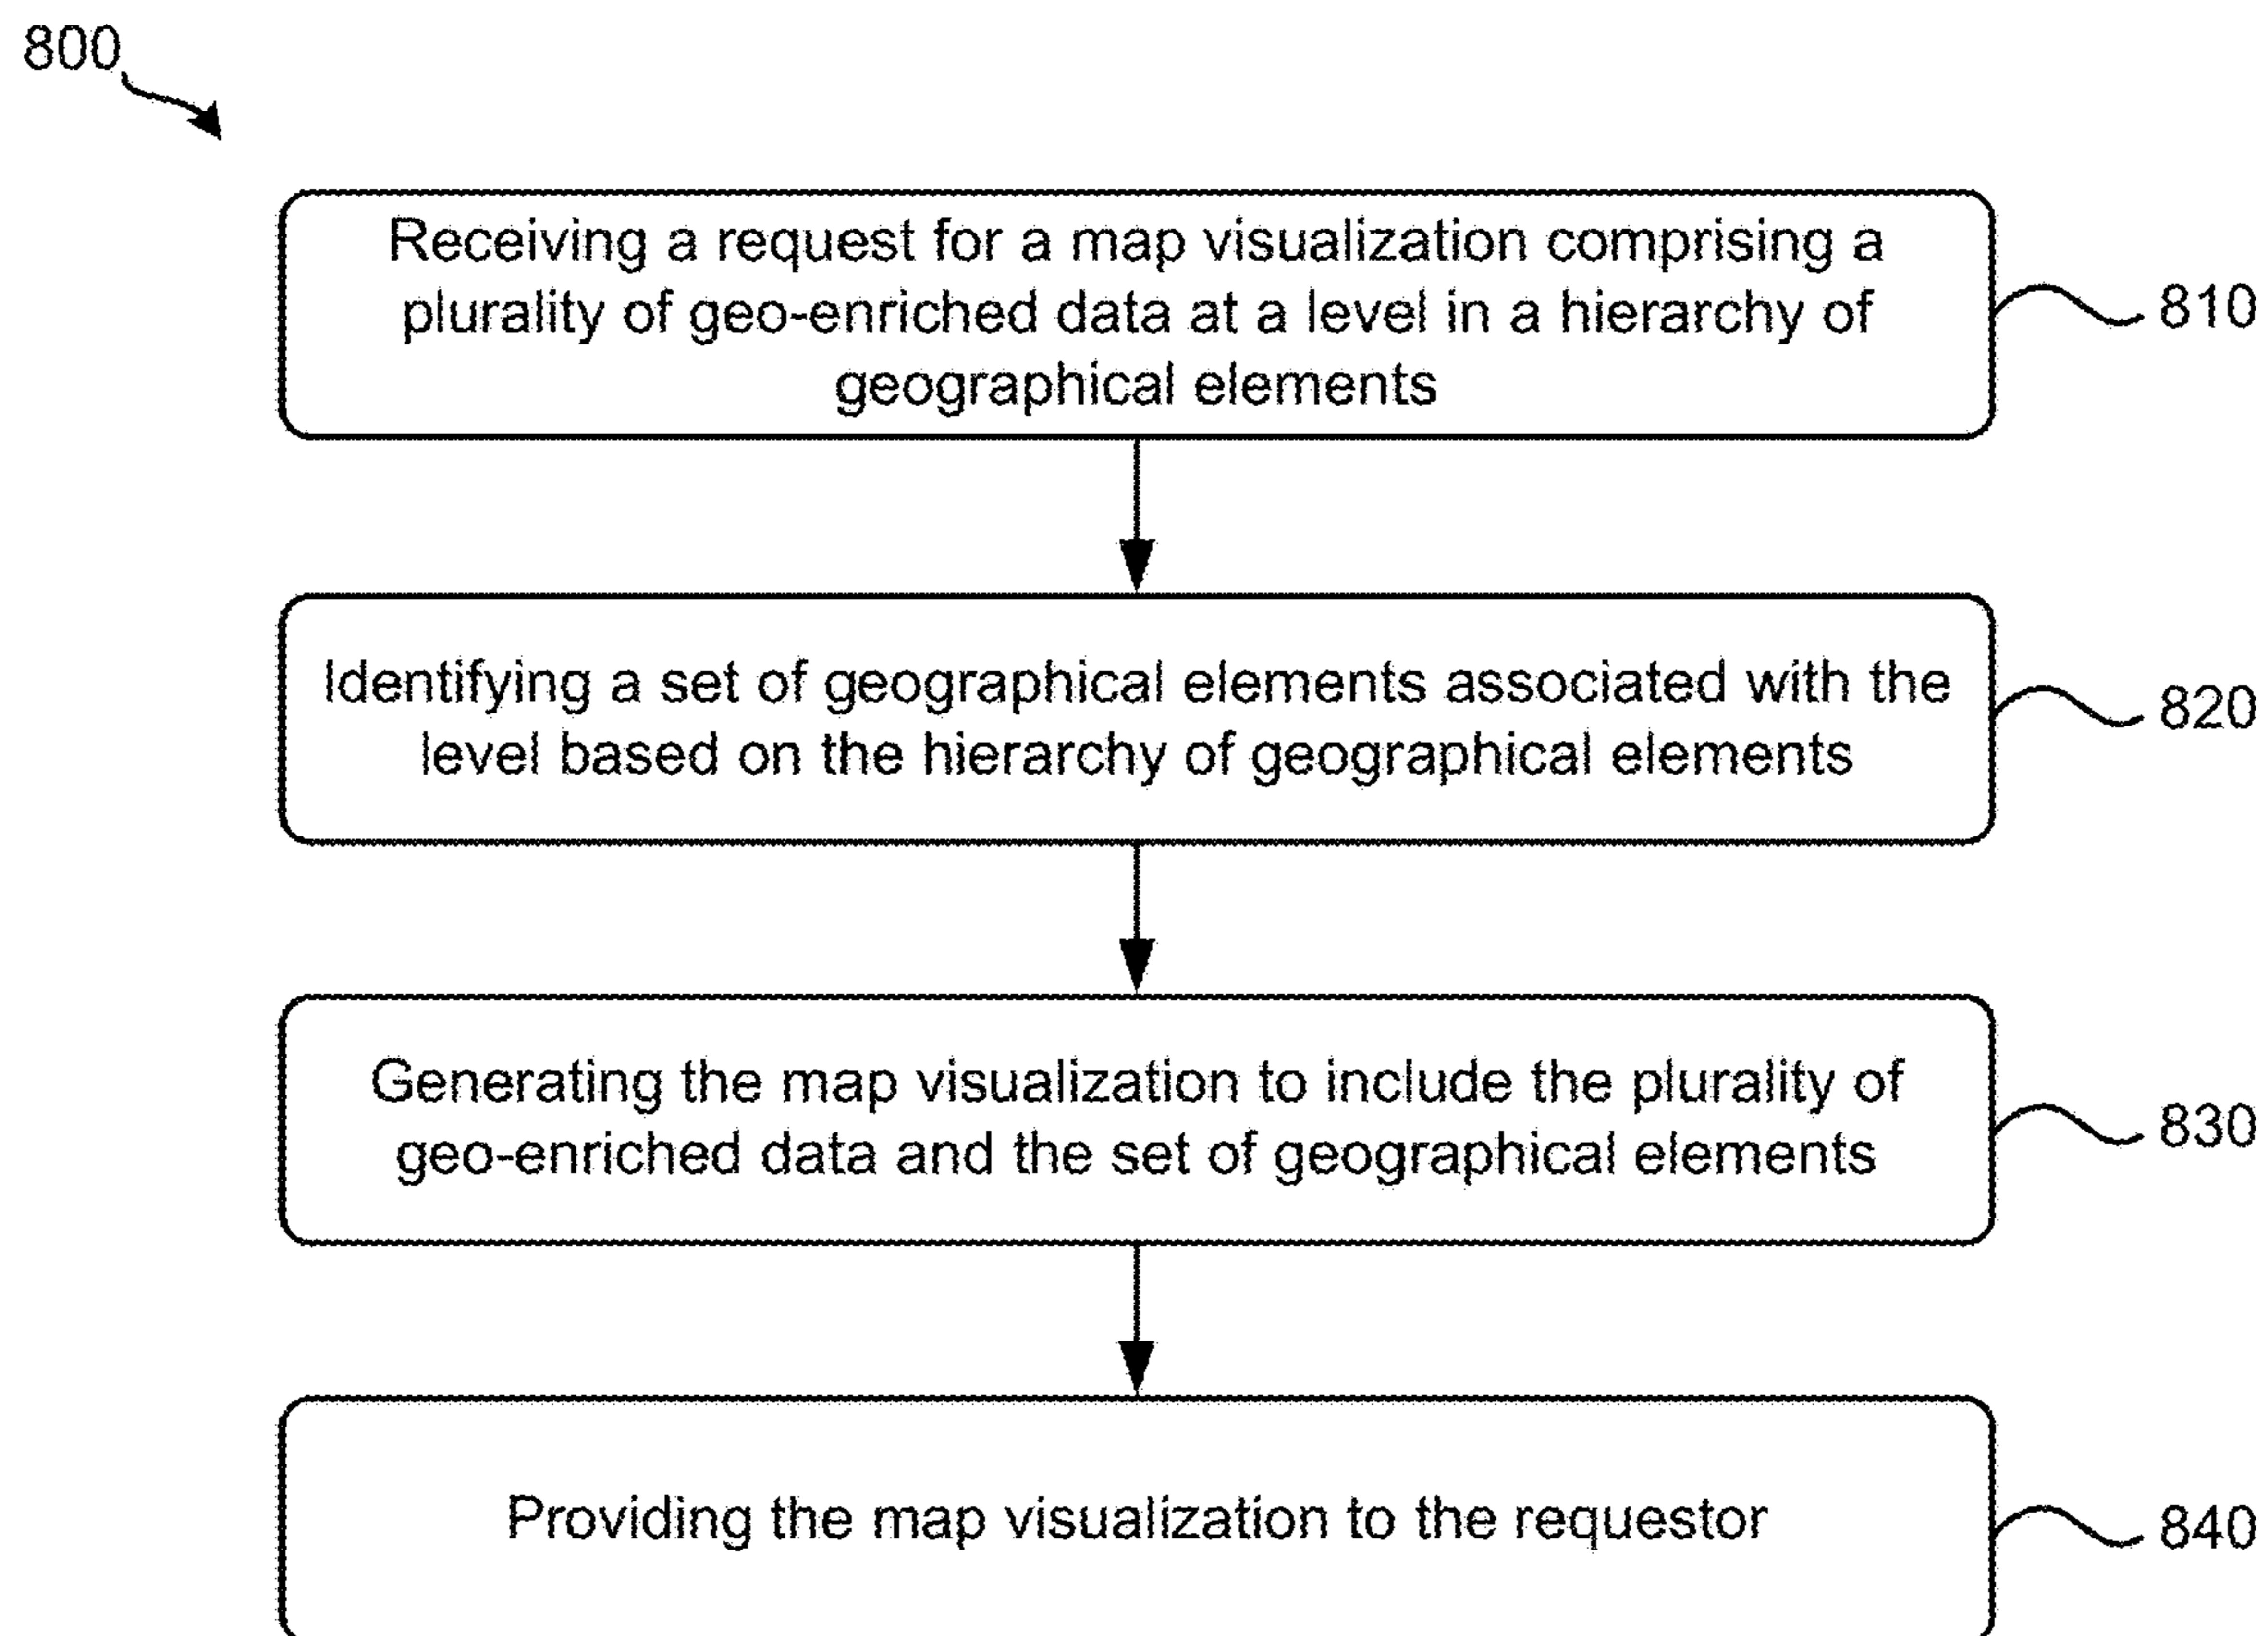 800
Receiving a request for a map visualization comprising a
plurality of geo-enriched data at a level in a hierarchy of
geographical elements
810
Identifying a set of geographical elements associated with the
level based on the hierarchy of geographical elements
820
Generating the map visualization to include the plurality of
geo-enriched data and the set of geographical elements
830
Providing the map visualization to the requestor
840